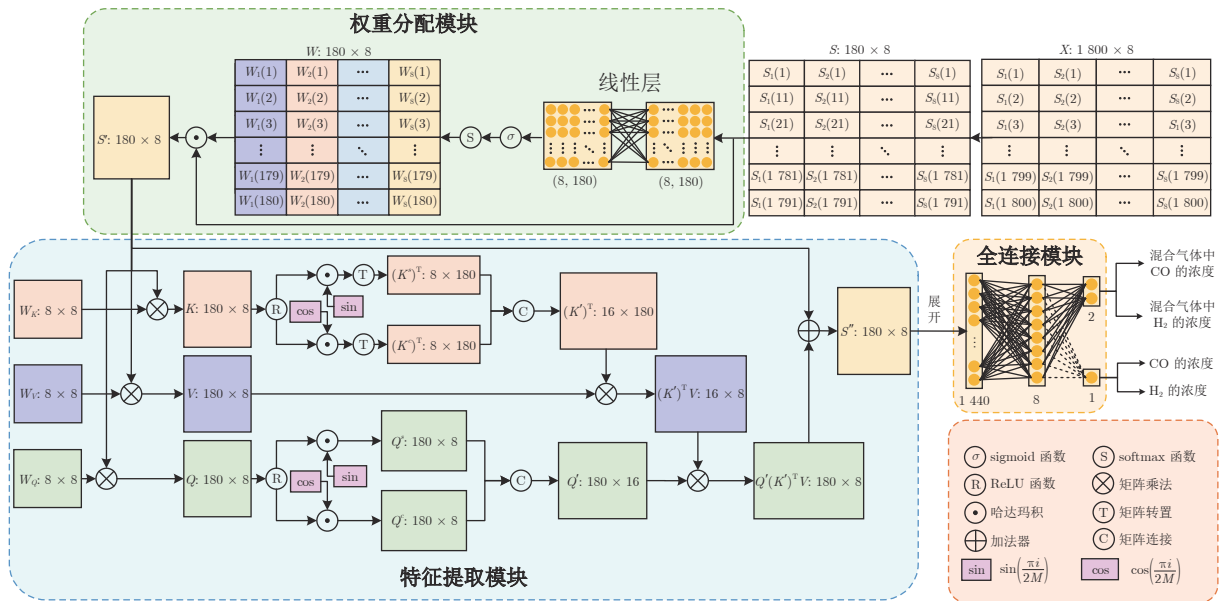 权重分配模块
W: 180 × 8
W₁(1) W₂(1) ··· W₈(1)
W₁(2) W₂(2) ··· W₈(2)
W₁(3) W₂(3) ··· W₈(3)
⋮ ⋮ ⋱ ⋮
W₁(179) W₂(179) ··· W₈(179)
W₁(180) W₂(180) ··· W₈(180)
S′: 180 × 8
S
σ
线性层
(8, 180)
(8, 180)
S: 180 × 8
S₁(1) S₂(1) ··· S₈(1)
S₁(11) S₂(11) ··· S₈(11)
S₁(21) S₂(21) ··· S₈(21)
⋮ ⋮ ⋱ ⋮
S₁(1 781) S₂(1 781) ··· S₈(1 781)
S₁(1 791) S₂(1 791) ··· S₈(1 791)
X: 1 800 × 8
S₁(1) S₂(1) ··· S₈(1)
S₁(2) S₂(2) ··· S₈(2)
S₁(3) S₂(3) ··· S₁(3)
⋮ ⋮ ⋱ ⋮
S₁(1 799) S₂(1 799) ··· S₈(1 799)
S₁(1 800) S₂(1 800) ··· S₈(1 800)
W_K: 8 × 8
K: 180 × 8
R
cos
sin
T
T
(Kˢ)ᵀ: 8 × 180
(Kᶜ)ᵀ: 8 × 180
C
(K′)ᵀ: 16 × 180
W_V: 8 × 8
V: 180 × 8
(K′)ᵀV: 16 × 8
W_Q: 8 × 8
Q: 180 × 8
R
cos
sin
Qˢ: 180 × 8
Qᶜ: 180 × 8
C
Q′: 180 × 16
Q′(K′)ᵀV: 180 × 8
S″: 180 × 8
特征提取模块
展开
全连接模块
1 440
8
2
1
混合气体中
CO 的浓度
混合气体中
H₂ 的浓度
CO 的浓度
H₂ 的浓度
σ sigmoid 函数
S softmax 函数
R ReLU 函数
矩阵乘法
哈达玛积
T 矩阵转置
加法器
C 矩阵连接
sin sin(πi/2M)
cos cos(πi/2M)